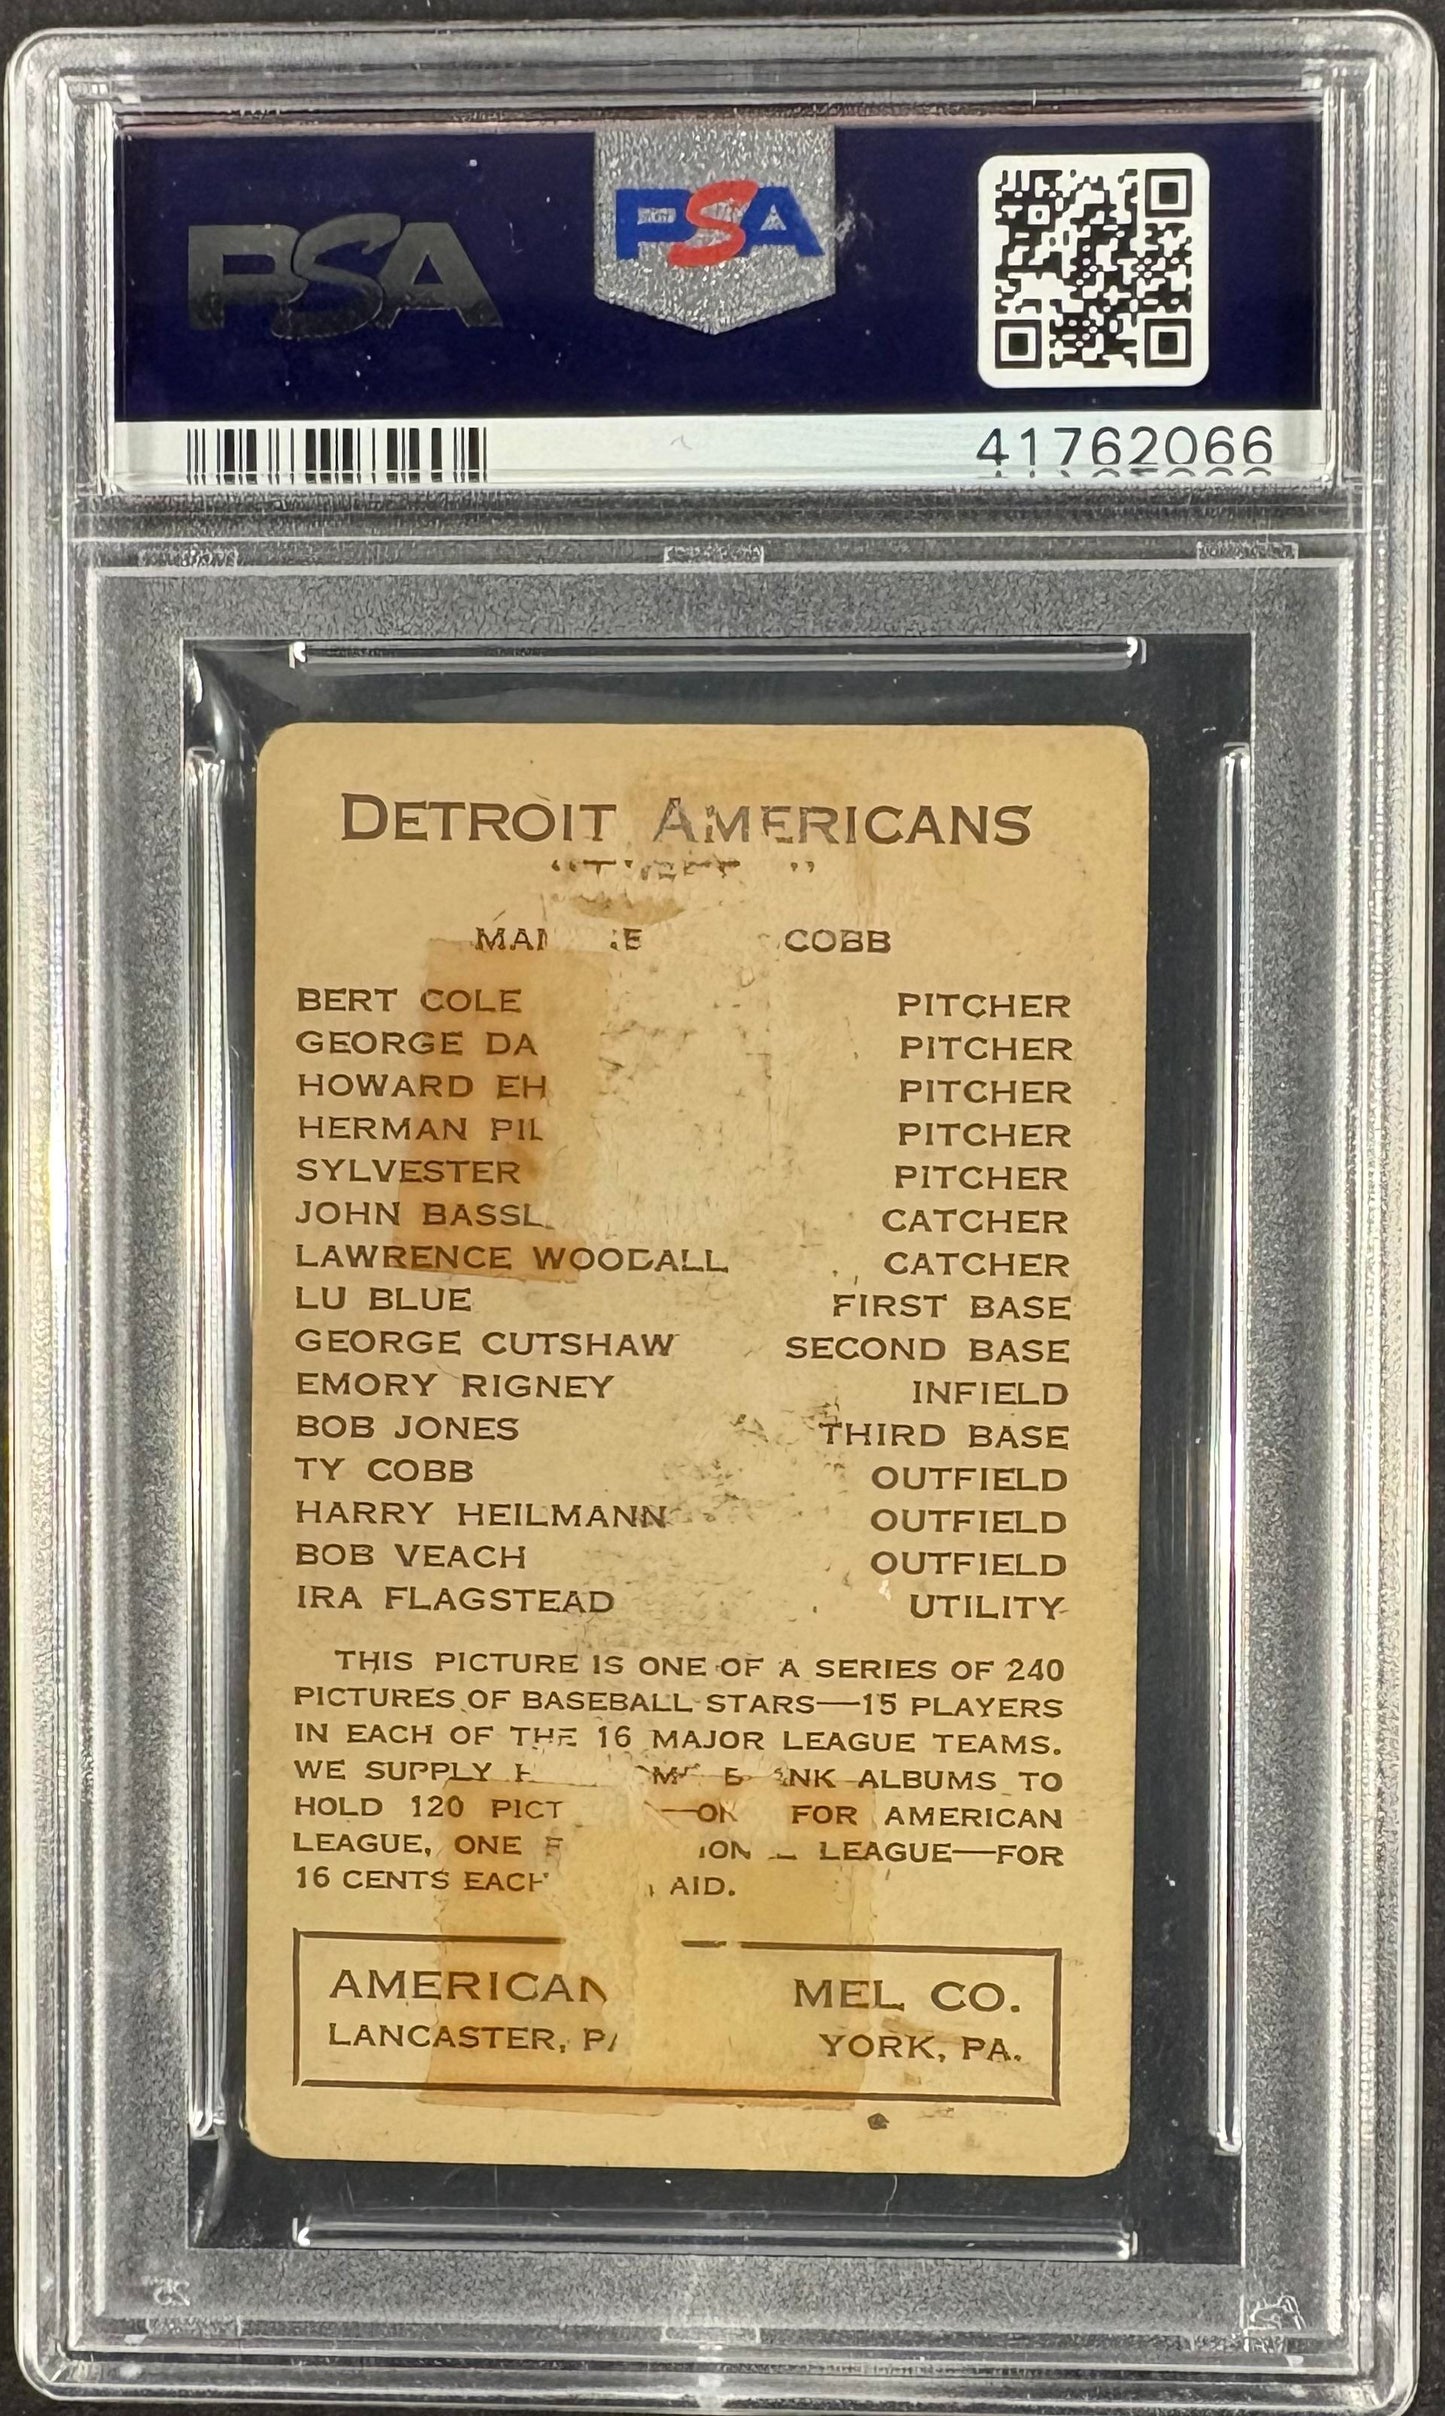 PSA
PSA
41762066
DETROIT AMERICANS
COBB
BERT COLE PITCHER
GEORGE DA PITCHER
HOWARD EH PITCHER
HERMAN PIL PITCHER
SYLVESTER PITCHER
JOHN BASSL CATCHER
LAWRENCE WOODALL CATCHER
LU BLUE FIRST BASE
GEORGE CUTSHAW SECOND BASE
EMORY RIGNEY INFIELD
BOB JONES THIRD BASE
TY COBB OUTFIELD
HARRY HEILMANN OUTFIELD
BOB VEACH OUTFIELD
IRA FLAGSTEAD UTILITY
THIS PICTURE IS ONE OF A SERIES OF 240
PICTURES OF BASEBALL STARS—15 PLAYERS
IN EACH OF THE 16 MAJOR LEAGUE TEAMS.
WE SUPPLY ALBUMS TO
HOLD 120 PICT FOR AMERICAN
LEAGUE, ONE LEAGUE—FOR
16 CENTS EACH AID.
AMERICAN MEL CO.
LANCASTER, PA YORK, PA.